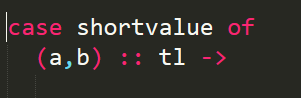 case shortvalue of
(a,b) :: tl ->